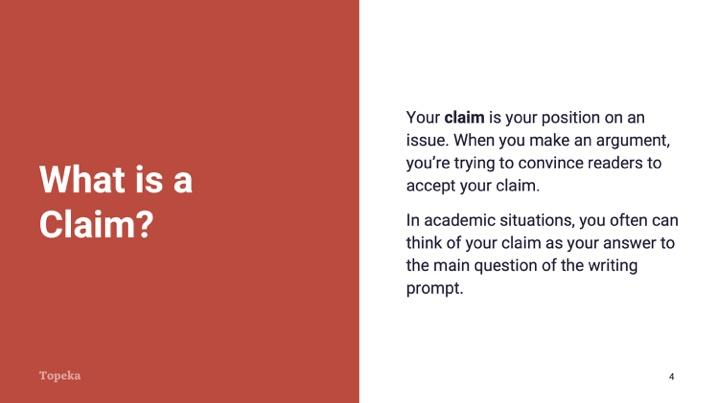 What is a
Claim?
Your claim is your position on an
issue. When you make an argument,
you’re trying to convince readers to
accept your claim.
In academic situations, you often can
think of your claim as your answer to
the main question of the writing
prompt.
Topeka
4